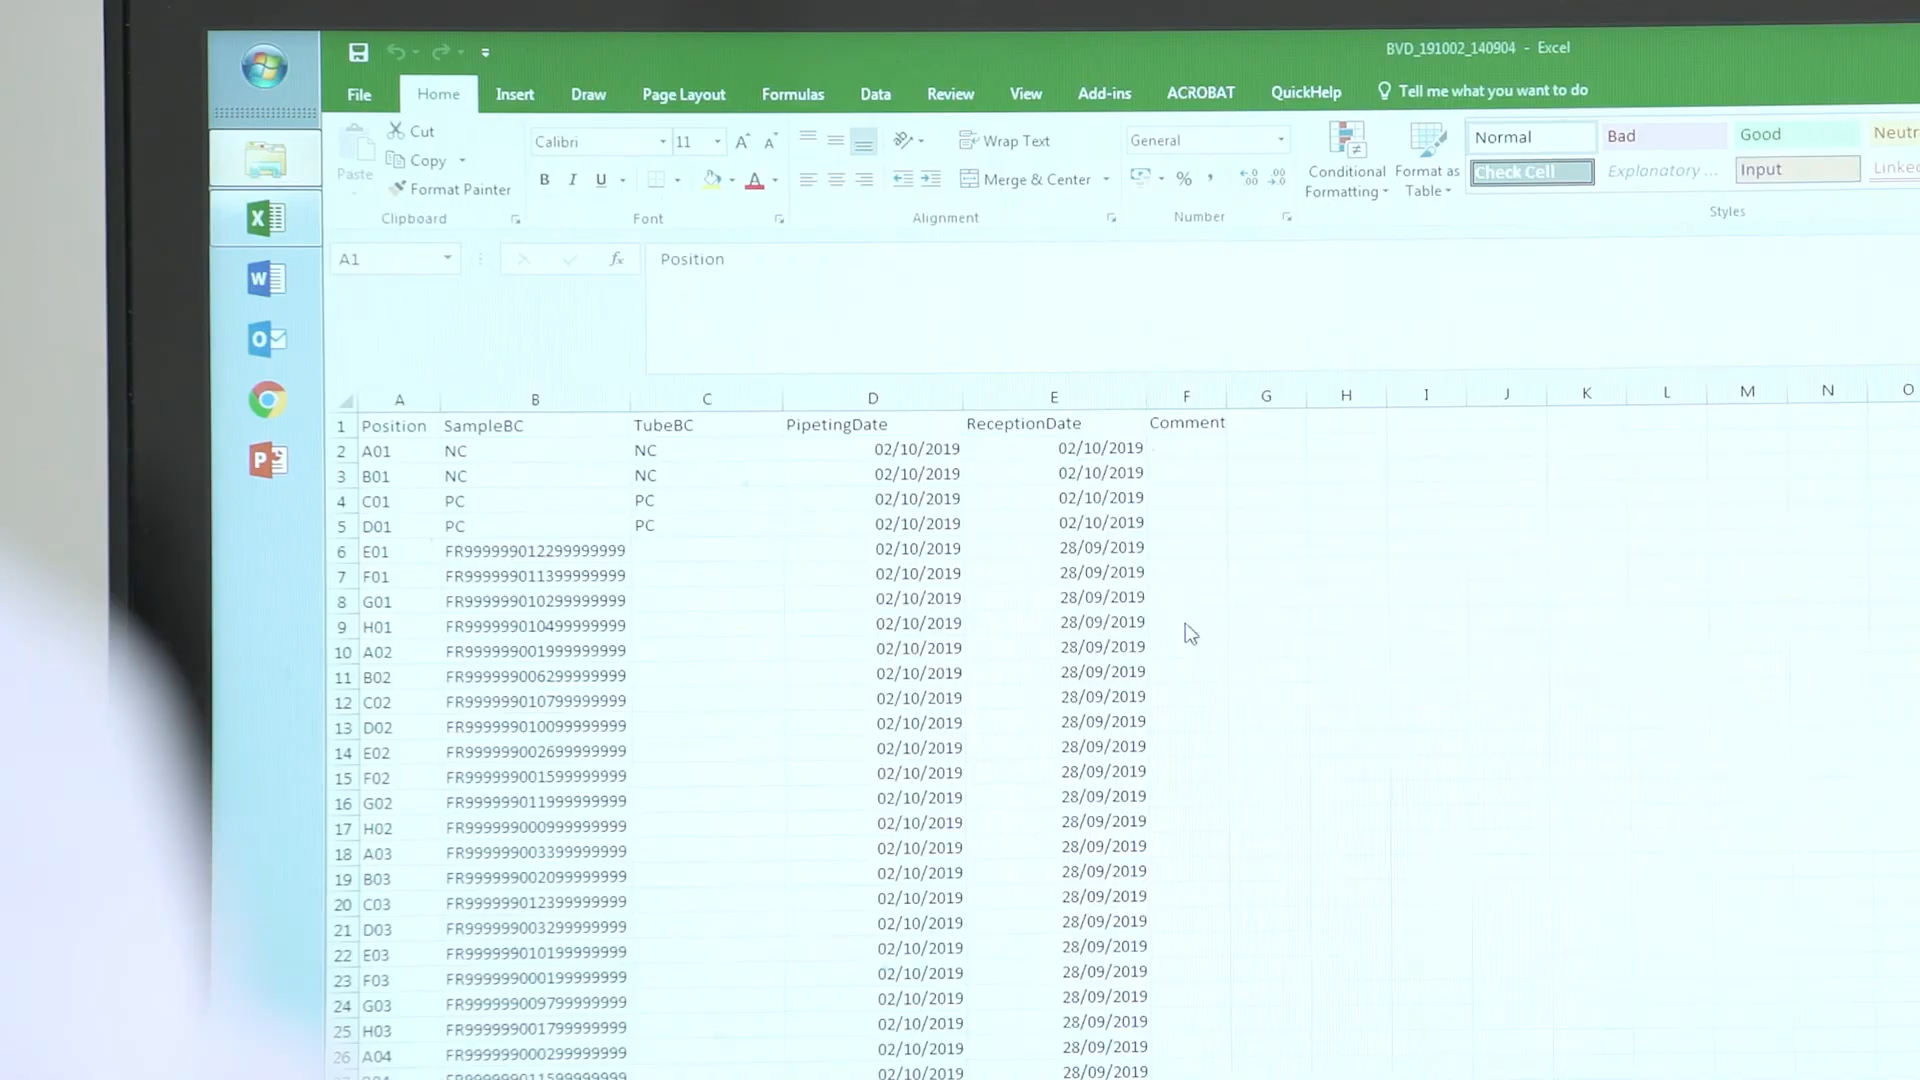 BVD_191002_140904 - Excel
File Home Insert Draw Page Layout Formulas Data Review View Add-ins ACROBAT QuickHelp Tell me what you want to do
Cut
Copy
Format Painter
Paste
Clipboard
Calibri 11
B I U
Font
Wrap Text
Merge & Center
Alignment
General
Number
Conditional Formatting
Format as Table
Normal Bad Good
Check Cell Explanatory ... Input
Styles
A1 fx Position
A B C D E F G H I J K L M N O
1 Position SampleBC TubeBC PipetingDate ReceptionDate Comment
2 A01 NC NC 02/10/2019 02/10/2019
3 B01 NC NC 02/10/2019 02/10/2019
4 C01 PC PC 02/10/2019 02/10/2019
5 D01 PC PC 02/10/2019 02/10/2019
6 E01 FR999999012299999999 02/10/2019 28/09/2019
7 F01 FR999999011399999999 02/10/2019 28/09/2019
8 G01 FR999999010299999999 02/10/2019 28/09/2019
9 H01 FR999999010499999999 02/10/2019 28/09/2019
10 A02 FR999999001999999999 02/10/2019 28/09/2019
11 B02 FR999999006299999999 02/10/2019 28/09/2019
12 C02 FR999999010799999999 02/10/2019 28/09/2019
13 D02 FR999999010099999999 02/10/2019 28/09/2019
14 E02 FR999999002699999999 02/10/2019 28/09/2019
15 F02 FR999999001599999999 02/10/2019 28/09/2019
16 G02 FR999999011999999999 02/10/2019 28/09/2019
17 H02 FR999999000999999999 02/10/2019 28/09/2019
18 A03 FR999999003399999999 02/10/2019 28/09/2019
19 B03 FR999999002099999999 02/10/2019 28/09/2019
20 C03 FR999999012399999999 02/10/2019 28/09/2019
21 D03 FR999999003299999999 02/10/2019 28/09/2019
22 E03 FR999999010199999999 02/10/2019 28/09/2019
23 F03 FR999999000199999999 02/10/2019 28/09/2019
24 G03 FR999999009799999999 02/10/2019 28/09/2019
25 H03 FR999999001799999999 02/10/2019 28/09/2019
26 A04 FR999999000299999999 02/10/2019 28/09/2019
02/10/2019 28/09/2019